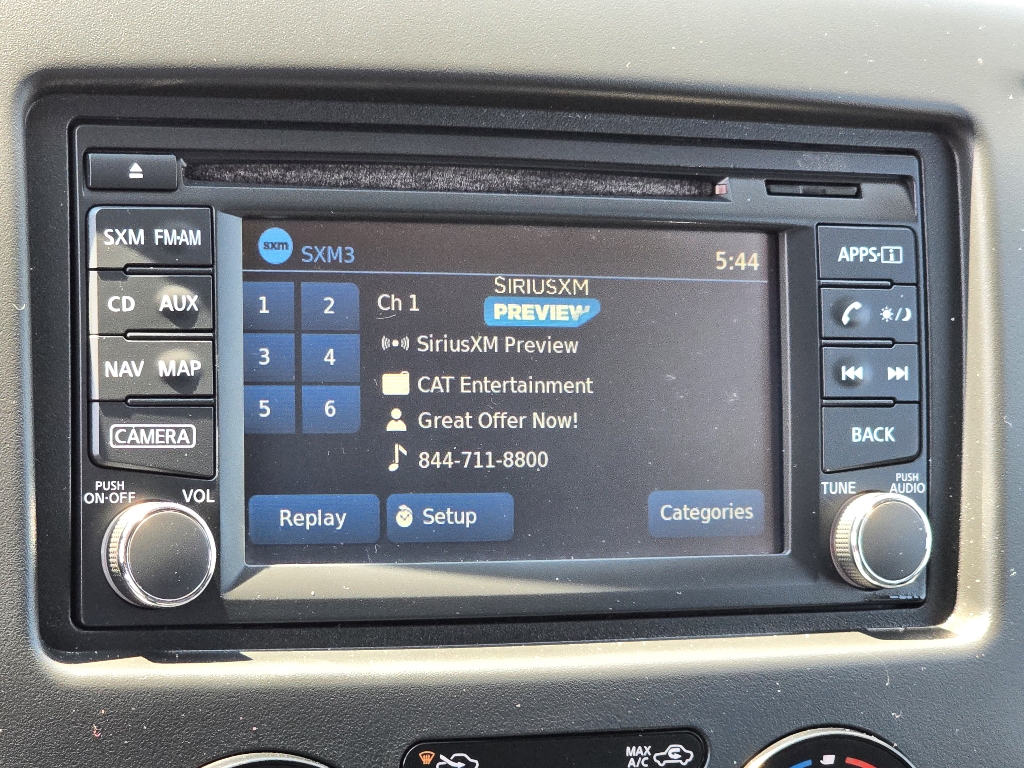 SXM FM·AM
CD AUX
NAV MAP
CAMERA
PUSH
ON·OFF
VOL
sxm
SXM3
5:44
1 2
3 4
5 6
Ch 1
SIRIUSXM
PREVIEW
SiriusXM Preview
CAT Entertainment
Great Offer Now!
844-711-8800
Replay
Setup
Categories
APPS·i
BACK
TUNE
PUSH
AUDIO
MAX
A/C